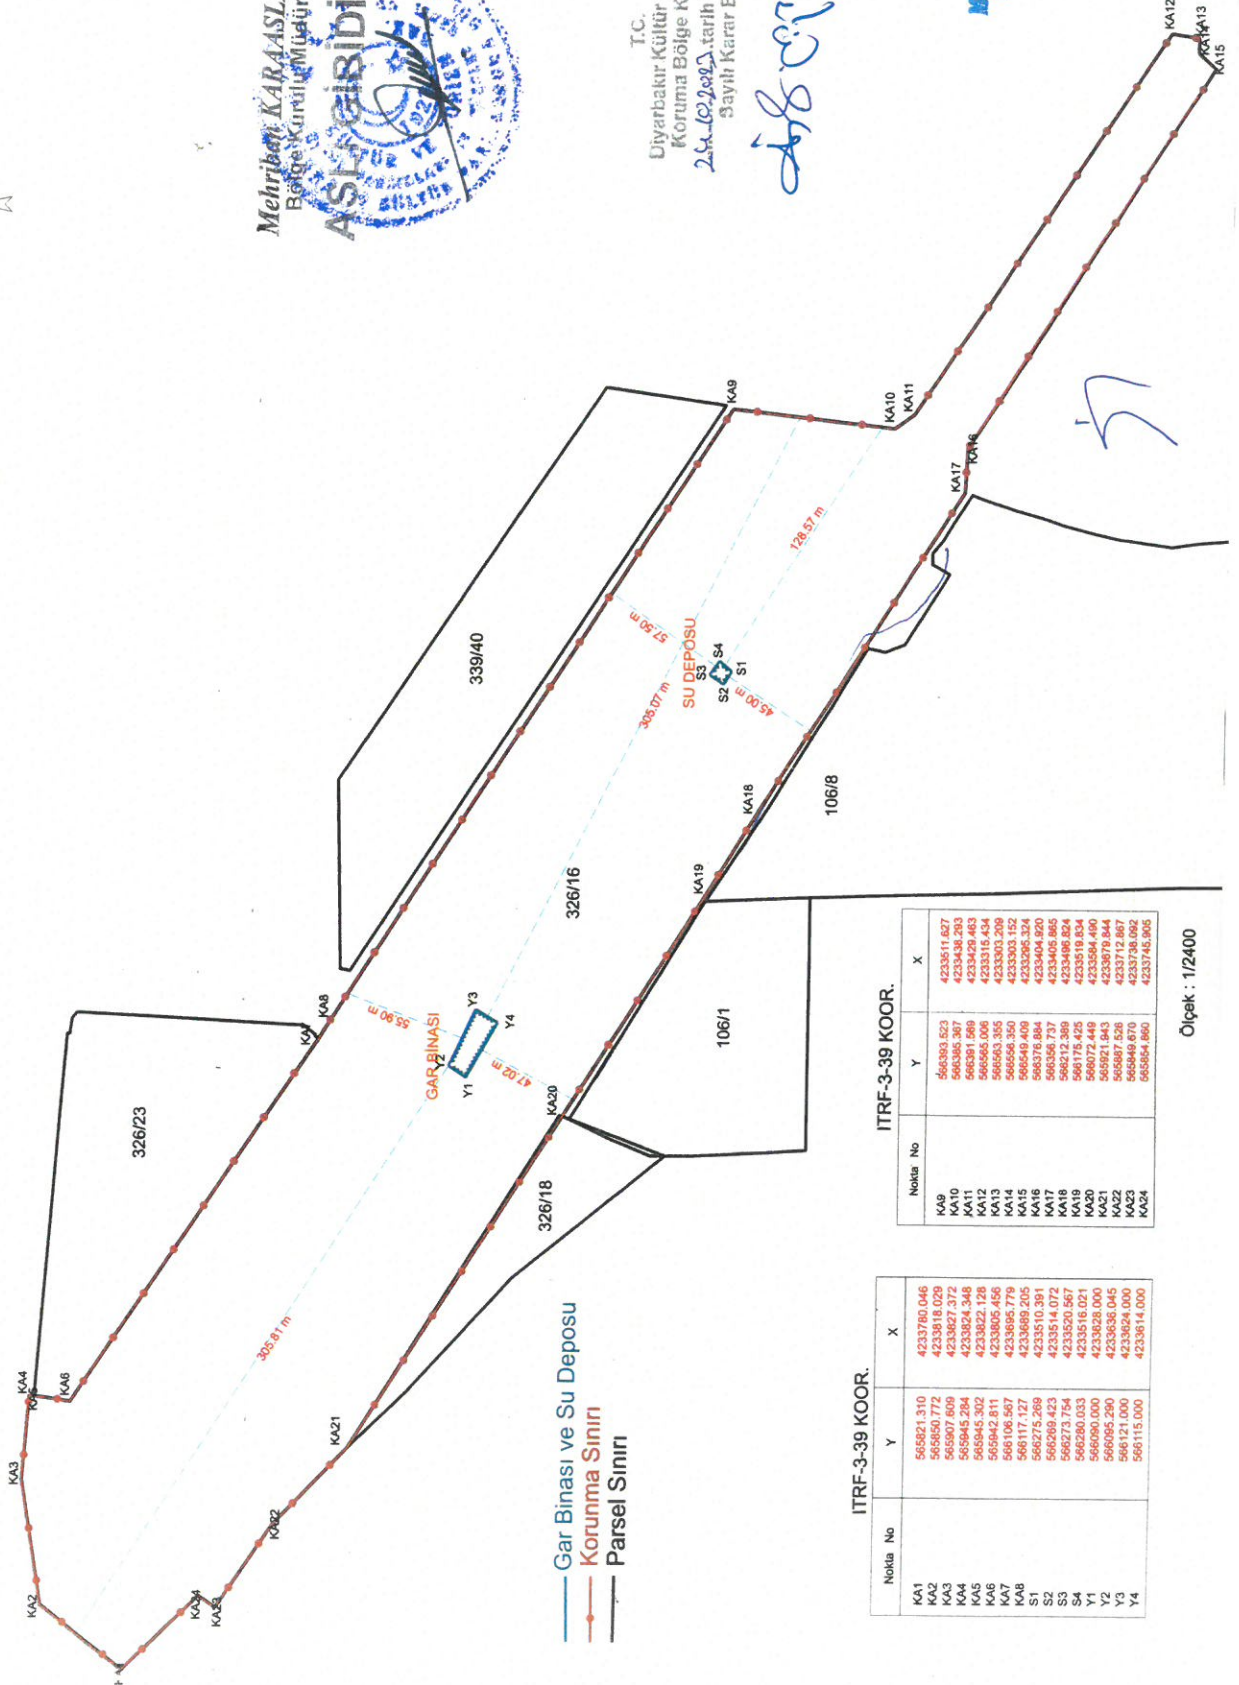 Mehriban
Bölge Kurulu Müdür
ASLI GİBİDİ
T.C.
Diyarbakır Kültür
Koruma Bölge K
tarih
Sayılı Karar E
KA1
KA2
KA3
KA4
KA5
KA6
KA7
KA8
KA9
KA10
KA11
KA12
KA13
KA14
KA15
KA16
KA17
KA18
KA19
KA20
KA21
KA22
KA23
KA24
326/23
339/40
326/16
326/18
106/1
106/8
305.81 m
55.90 m
47.02 m
305.07 m
57.50 m
45.00 m
128.57 m
GAR BİNASI
Y1
Y2
Y3
Y4
SU DEPOSU
S1
S2
S3
S4
Gar Binası ve Su Deposu
Korunma Sınırı
Parsel Sınırı
ITRF-3-39 KOOR.
Nokta No Y X
KA1 565821.310 4233780.046
KA2 565850.772 4233818.029
KA3 565907.609 4233827.372
KA4 565945.284 4233824.348
KA5 565945.302 4233822.128
KA6 565942.811 4233805.456
KA7 566106.567 4233695.779
KA8 566117.127 4233689.205
S1 566275.269 4233510.391
S2 566269.423 4233514.072
S3 566273.754 4233520.567
S4 566280.033 4233516.021
Y1 566090.000 4233628.000
Y2 566095.290 4233636.045
Y3 566121.000 4233624.000
Y4 566115.000 4233614.000
ITRF-3-39 KOOR.
Nokta No Y X
KA9 566393.523 4233511.627
KA10 566385.367 4233438.293
KA11 566391.569 4233429.463
KA12 566565.006 4233315.434
KA13 566563.355 4233303.209
KA14 566556.350 4233303.152
KA15 566549.409 4233295.324
KA16 566376.884 4233404.920
KA17 566356.737 4233405.865
KA18 566212.389 4233496.824
KA19 566175.425 4233519.834
KA20 566072.449 4233584.490
KA21 565921.943 4233679.844
KA22 565887.526 4233712.867
KA23 565849.670 4233738.092
KA24 565854.860 4233745.905
Ölçek : 1/2400